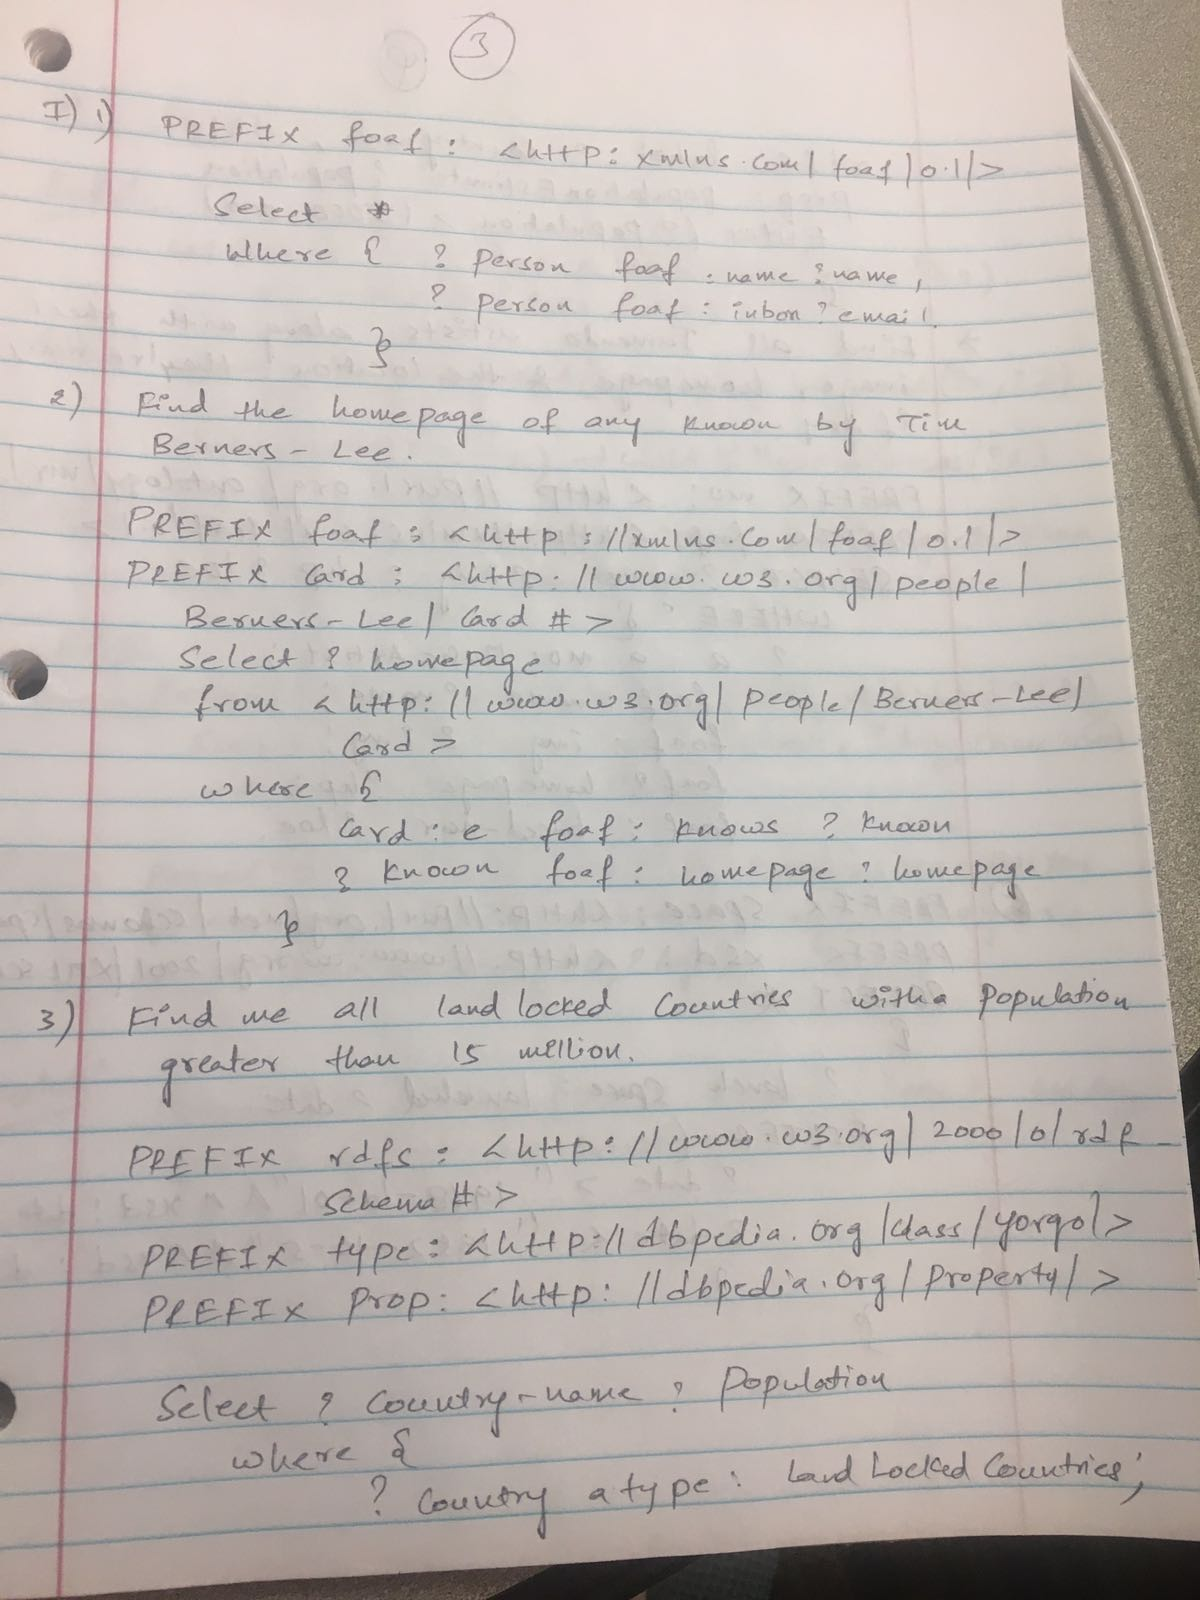 3
I) 1) PREFIX foaf : <http: xmlns.com/foaf/0.1/>
Select *
Where { ? person foaf : name ? name,
? person foaf : inbon ? email.
}
2) Find the homepage of any known by Tim
Berners - Lee.
PREFIX foaf : <http ://xmlns.com/foaf/0.1/>
PREFIX Card : <http://www.w3.org/people/
Berners-Lee/ Card #>
Select ? homepage
from <http://www.w3.org/people/Berners-Lee/
Card>
where {
Card : e foaf : knows ? known
? known foaf : homepage ? homepage
}
3) Find me all land locked Countries with a Population
greater than 15 million.
PREFIX rdfs : <http://www.w3.org/2000/0/rdf-
Schema #>
PREFIX type : <http://dbpedia.org/class/yorgo/>
PREFIX Prop : <http://dbpedia.org/Property/>
Select ? Country-name ? Population
where {
? Country a type : Land Locked Countries;